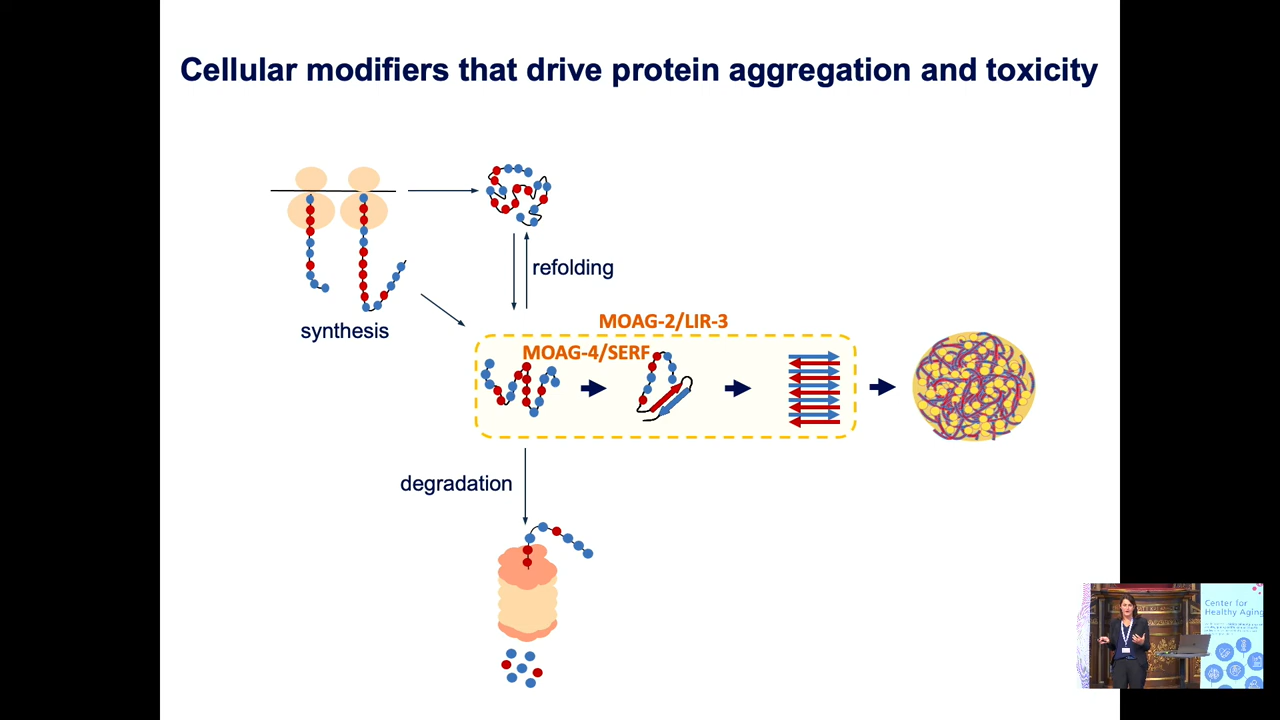 Cellular modifiers that drive protein aggregation and toxicity
refolding
synthesis
MOAG-2/LIR-3
MOAG-4/SERF
degradation
Center for
Healthy Aging